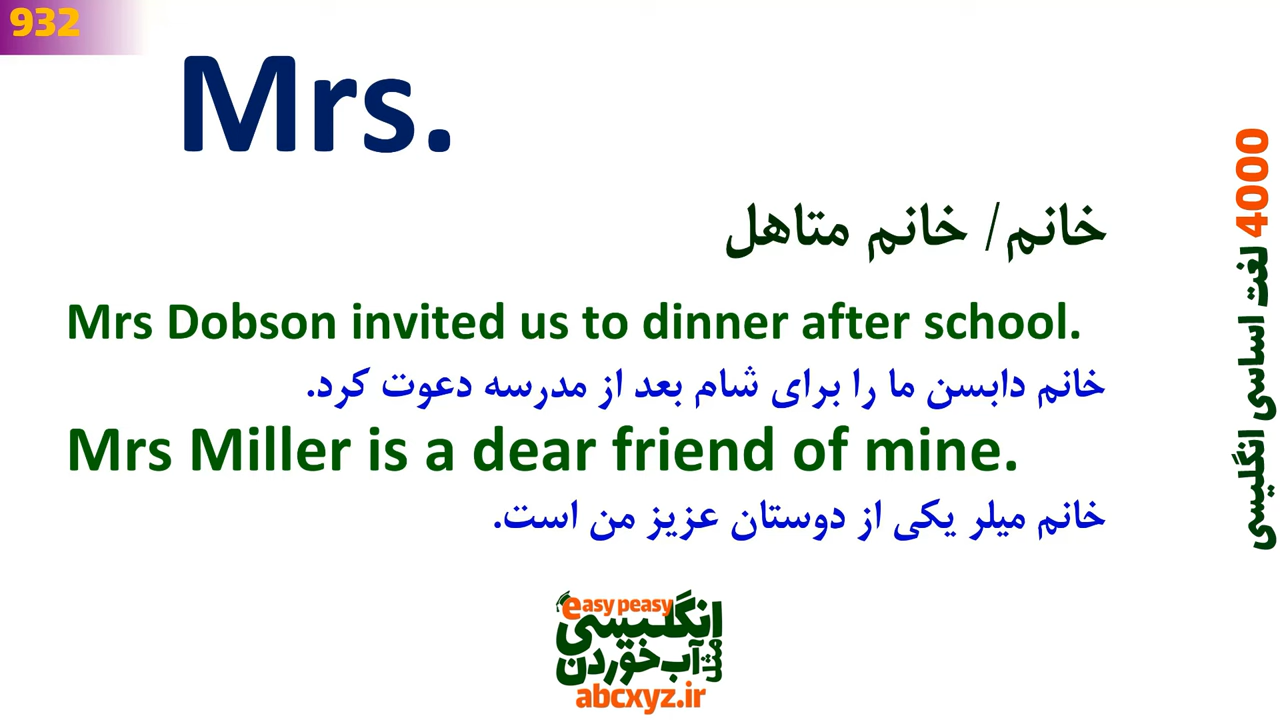 932
Mrs.
خانم/ خانم متاهل
Mrs Dobson invited us to dinner after school.
خانم دابسن ما را برای شام بعد از مدرسه دعوت کرد.
Mrs Miller is a dear friend of mine.
خانم میلر یکی از دوستان عزیز من است.
4000 لغت اساسی انگلیسی
easy peasy
انگلیسی
مثل آب خوردن
abcxyz.ir